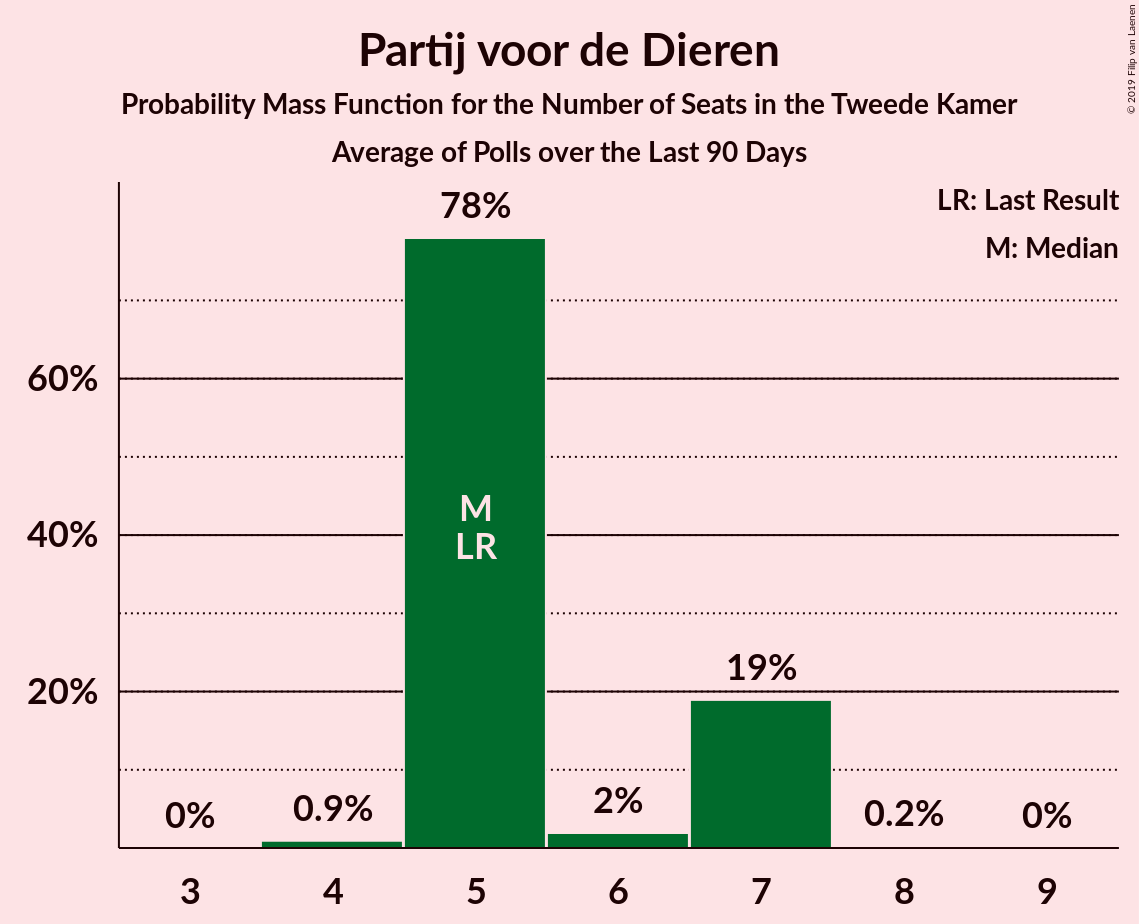 Partij voor de Dieren
Probability Mass Function for the Number of Seats in the Tweede Kamer
Average of Polls over the Last 90 Days
© 2019 Filip van Laenen
LR: Last Result
M: Median
78%
60%
40%
20%
M
LR
0%
0.9%
2%
19%
0.2%
0%
3 4 5 6 7 8 9